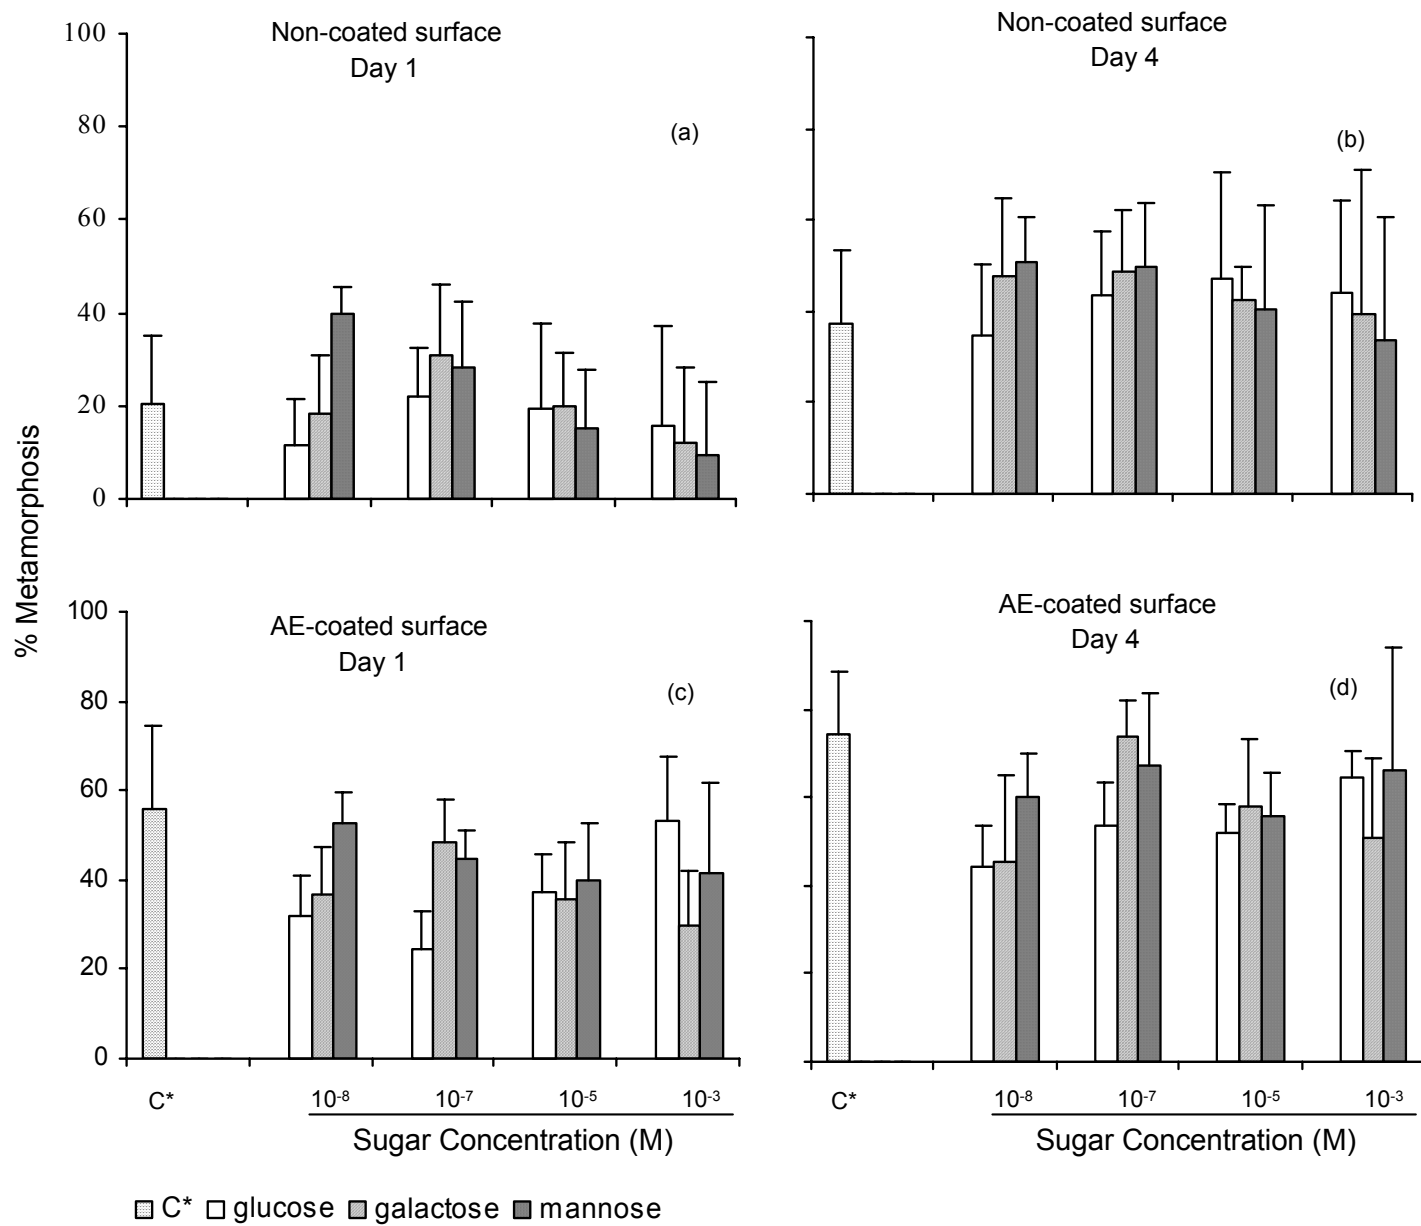 Non-coated surface
Day 1
(a)
100
80
60
40
20
0
Non-coated surface
Day 4
(b)
% Metamorphosis
AE-coated surface
Day 1
(c)
100
80
60
40
20
0
C* 10⁻⁸ 10⁻⁷ 10⁻⁵ 10⁻³
Sugar Concentration (M)
AE-coated surface
Day 4
(d)
C* 10⁻⁸ 10⁻⁷ 10⁻⁵ 10⁻³
Sugar Concentration (M)
C* glucose galactose mannose